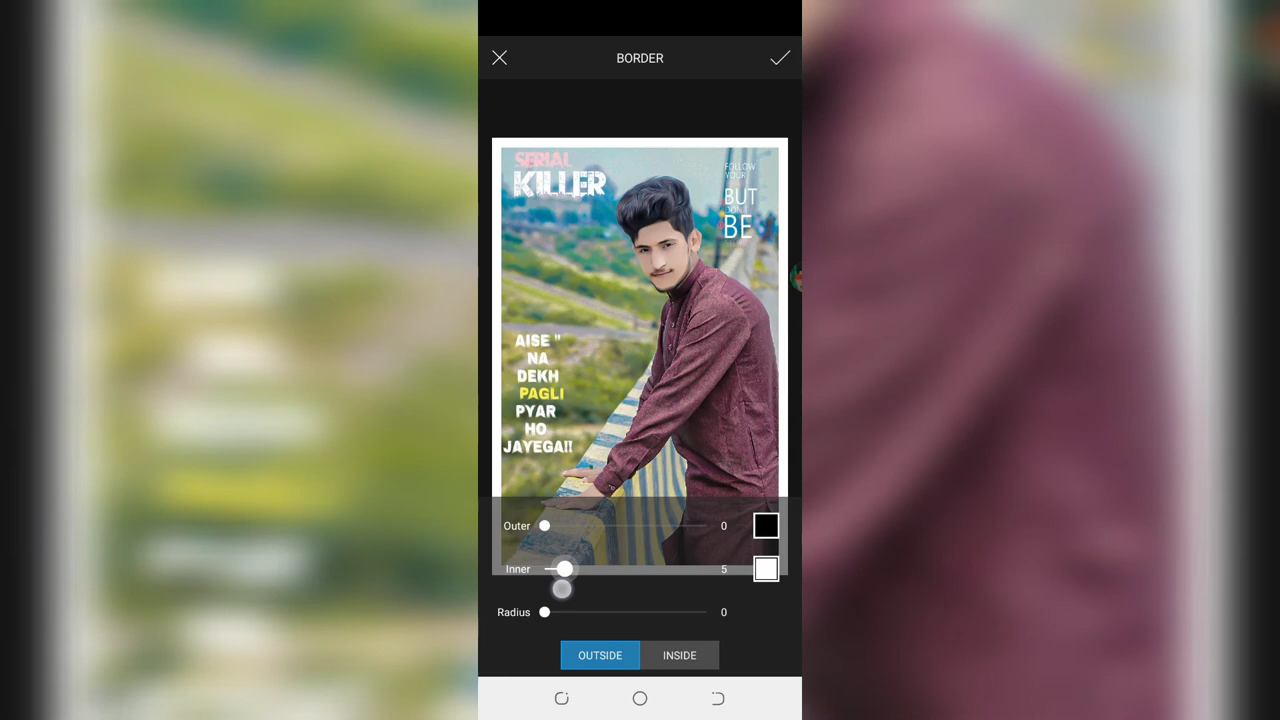 BORDER
SERIAL
KILLER
FOLLOW
YOUR
BUT
DON'T
BE
AISE "
NA
DEKH
PAGLI
PYAR
HO
JAYEGA!!
Outer 0
Inner 5
Radius 0
OUTSIDE INSIDE